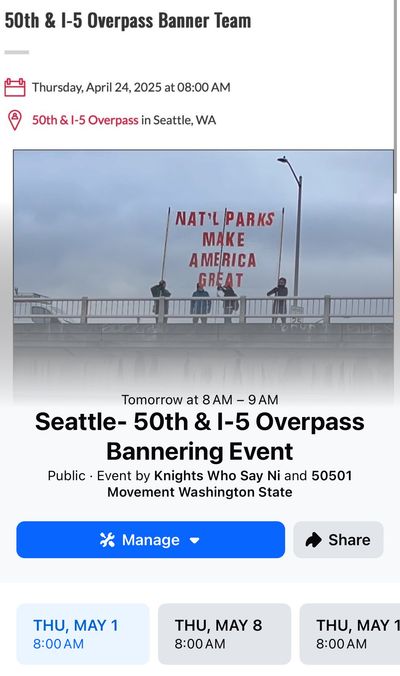 50th & I-5 Overpass Banner Team
Thursday, April 24, 2025 at 08:00 AM
50th & I-5 Overpass in Seattle, WA
NAT'L PARKS
MAKE
AMERICA
GREAT
Tomorrow at 8 AM – 9 AM
Seattle- 50th & I-5 Overpass
Bannering Event
Public · Event by Knights Who Say Ni and 50501
Movement Washington State
Manage
Share
THU, MAY 1
8:00 AM
THU, MAY 8
8:00 AM
THU, MAY 1
8:00 AM